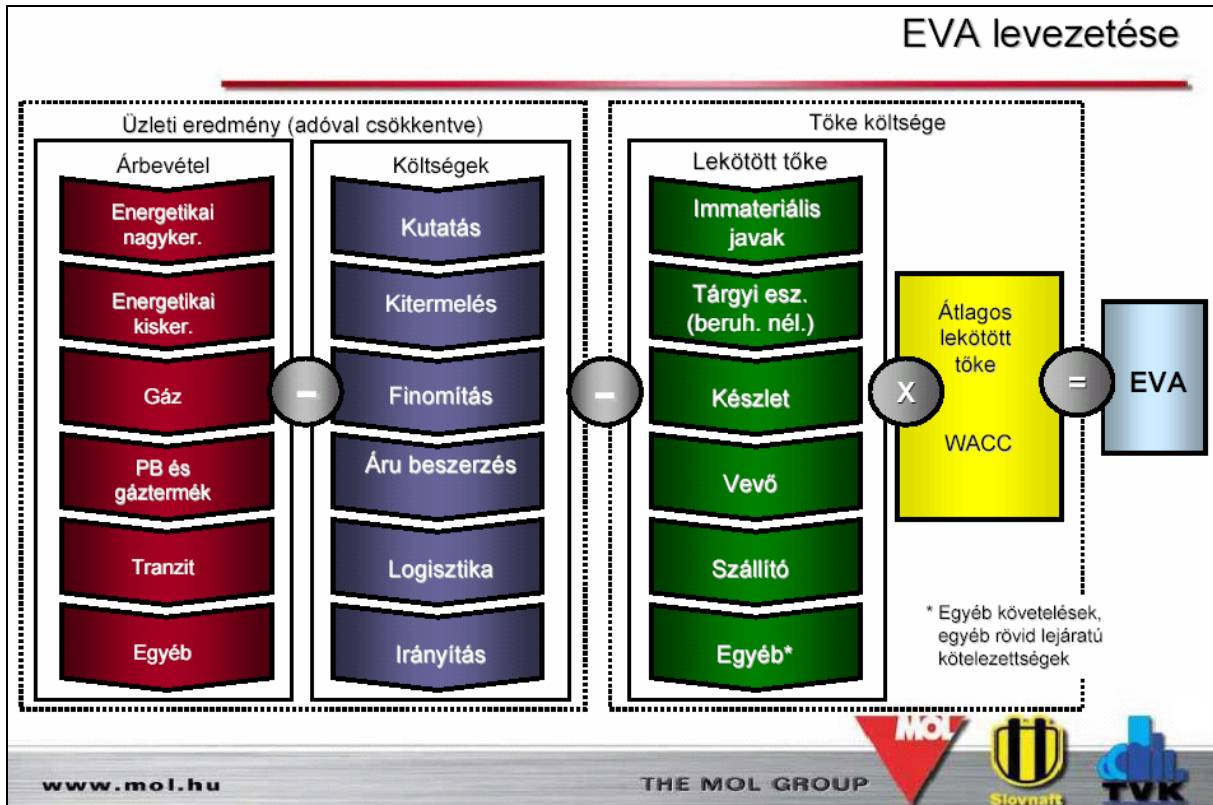 EVA levezetése
Üzleti eredmény (adóval csökkentve)
Árbevétel
Energetikai
nagyker.
Energetikai
kisker.
Gáz
PB és
gáztermék
Tranzit
Egyéb
–
Költségek
Kutatás
Kitermelés
Finomítás
Áru beszerzés
Logisztika
Irányítás
–
Tőke költsége
Lekötött tőke
Immateriális
javak
Tárgyi esz.
(beruh. nél.)
Készlet
Vevő
Szállító
Egyéb*
X
Átlagos
lekötött
tőke
WACC
=
EVA
* Egyéb követelések,
egyéb rövid lejáratú
kötelezettségek
www.mol.hu
THE MOL GROUP
MOL
Slovnaft
TVK